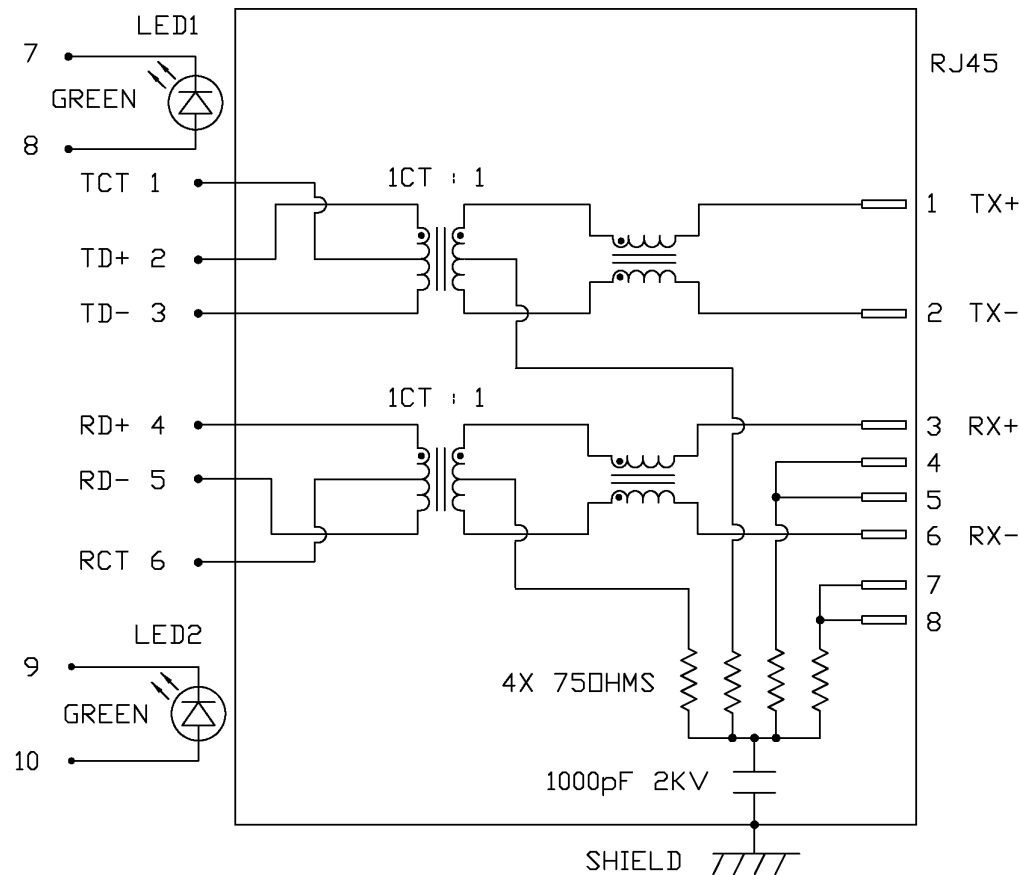 LED1
7
RJ45
GREEN
8
TCT 1
1CT : 1
1 TX+
TD+ 2
TD- 3
2 TX-
1CT : 1
RD+ 4
3 RX+
4
RD- 5
5
6 RX-
RCT 6
7
8
LED2
9
4X 75OHMS
GREEN
10
1000pF 2KV
SHIELD